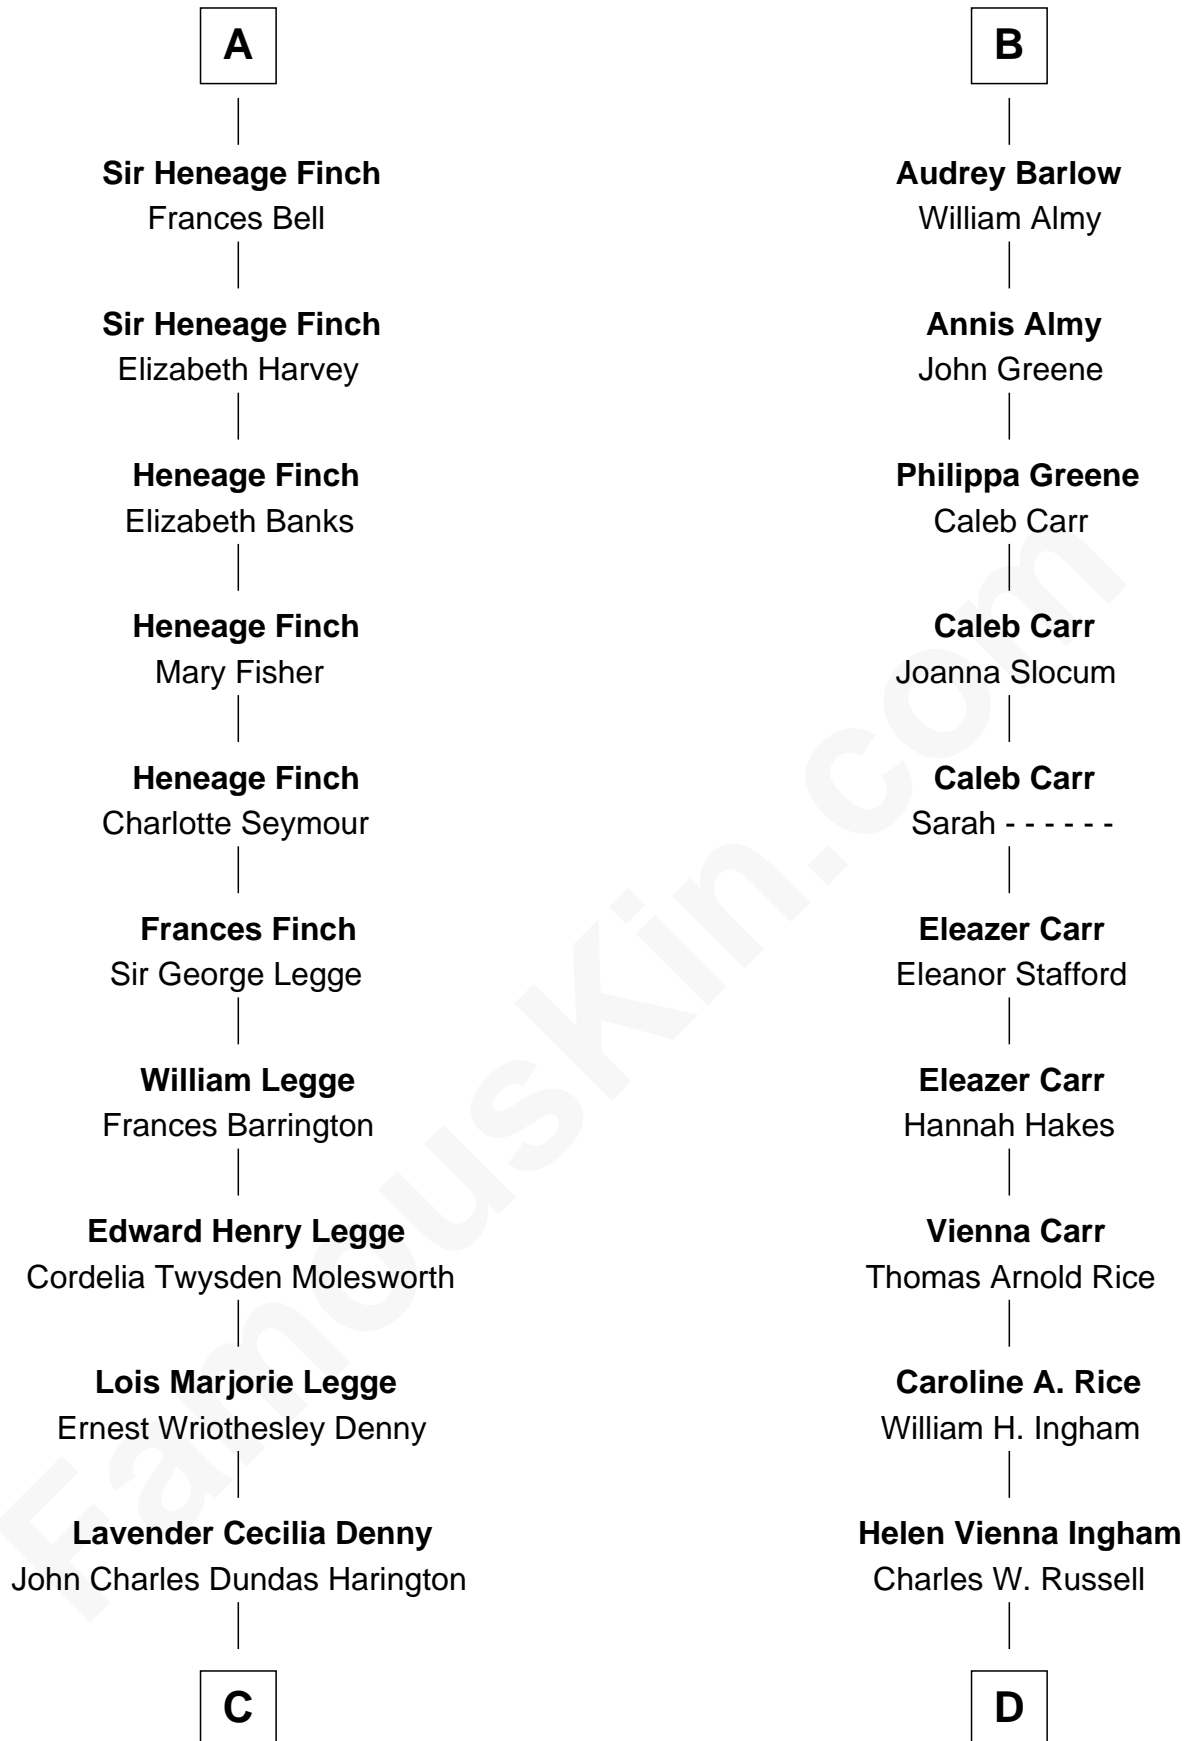 A
Sir Heneage Finch
Frances Bell
Sir Heneage Finch
Elizabeth Harvey
Heneage Finch
Elizabeth Banks
Heneage Finch
Mary Fisher
Heneage Finch
Charlotte Seymour
Frances Finch
Sir George Legge
William Legge
Frances Barrington
Edward Henry Legge
Cordelia Twysden Molesworth
Lois Marjorie Legge
Ernest Wriothesley Denny
Lavender Cecilia Denny
John Charles Dundas Harington
C
B
Audrey Barlow
William Almy
Annis Almy
John Greene
Philippa Greene
Caleb Carr
Caleb Carr
Joanna Slocum
Caleb Carr
Sarah - - - - - -
Eleazer Carr
Eleanor Stafford
Eleazer Carr
Hannah Hakes
Vienna Carr
Thomas Arnold Rice
Caroline A. Rice
William H. Ingham
Helen Vienna Ingham
Charles W. Russell
D
FamousKin.com